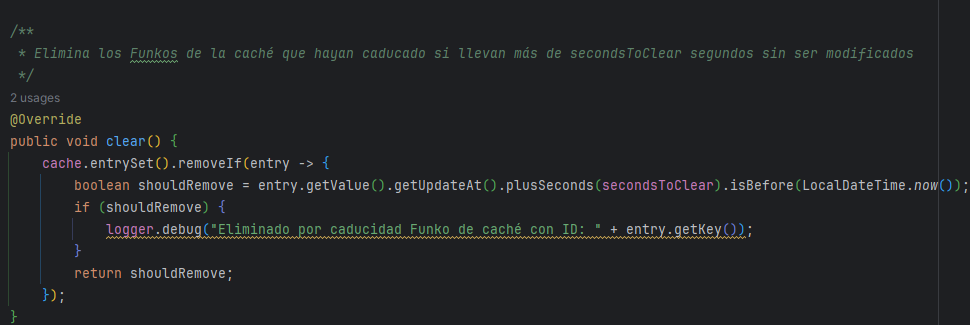 /**
 * Elimina los Funkos de la caché que hayan caducado si llevan más de secondsToClear segundos sin ser modificados
 */
2 usages
@Override
public void clear() {
    cache.entrySet().removeIf(entry -> {
        boolean shouldRemove = entry.getValue().getUpdateAt().plusSeconds(secondsToClear).isBefore(LocalDateTime.now());
        if (shouldRemove) {
            logger.debug("Eliminado por caducidad Funko de caché con ID: " + entry.getKey());
        }
        return shouldRemove;
    });
}